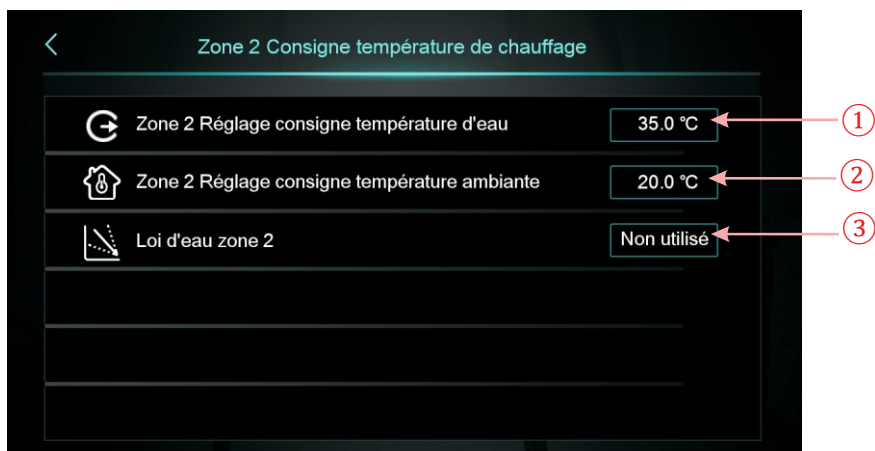 Zone 2 Consigne température de chauffage
Zone 2 Réglage consigne température d'eau 35.0 ℃ ①
Zone 2 Réglage consigne température ambiante 20.0 ℃ ②
Loi d'eau zone 2 Non utilisé ③